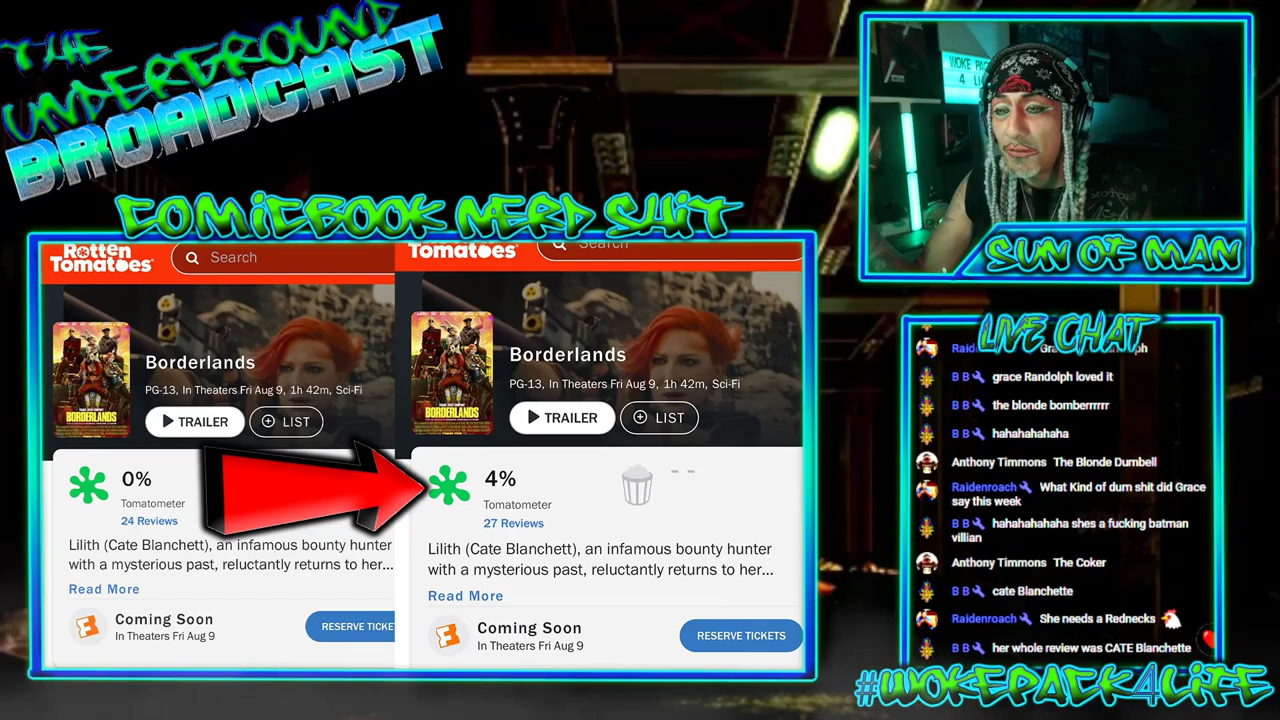 THE
UNDERGROUND
BROADCAST
COMICBOOK NERD SHIT
Rotten
Tomatoes
Search
Borderlands
PG-13, In Theaters Fri Aug 9, 1h 42m, Sci-Fi
TRAILER
LIST
BORDERLANDS
0%
Tomatometer
24 Reviews
Lilith (Cate Blanchett), an infamous bounty hunter
with a mysterious past, reluctantly returns to her...
Read More
Coming Soon
In Theaters Fri Aug 9
RESERVE TICKE
Tomatoes
Search
Borderlands
PG-13, In Theaters Fri Aug 9, 1h 42m, Sci-Fi
TRAILER
LIST
BORDERLANDS
4%
- -
Tomatometer
27 Reviews
Lilith (Cate Blanchett), an infamous bounty hunter
with a mysterious past, reluctantly returns to her...
Read More
Coming Soon
In Theaters Fri Aug 9
RESERVE TICKETS
WOKE PA
4 LI
SUN OF MAN
LIVE CHAT
B B grace Randolph loved it
B B the blonde bomberrrrrr
B B hahahahahaha
Anthony Timmons The Blonde Dumbell
Raidenroach What Kind of dum shit did Grace
say this week
B B hahahahahaha shes a fucking batman
villian
Anthony Timmons The Coker
B B cate Blanchette
Raidenroach She needs a Rednecks
B B her whole review was CATE Blanchette
#WOKEPACK4LIFE